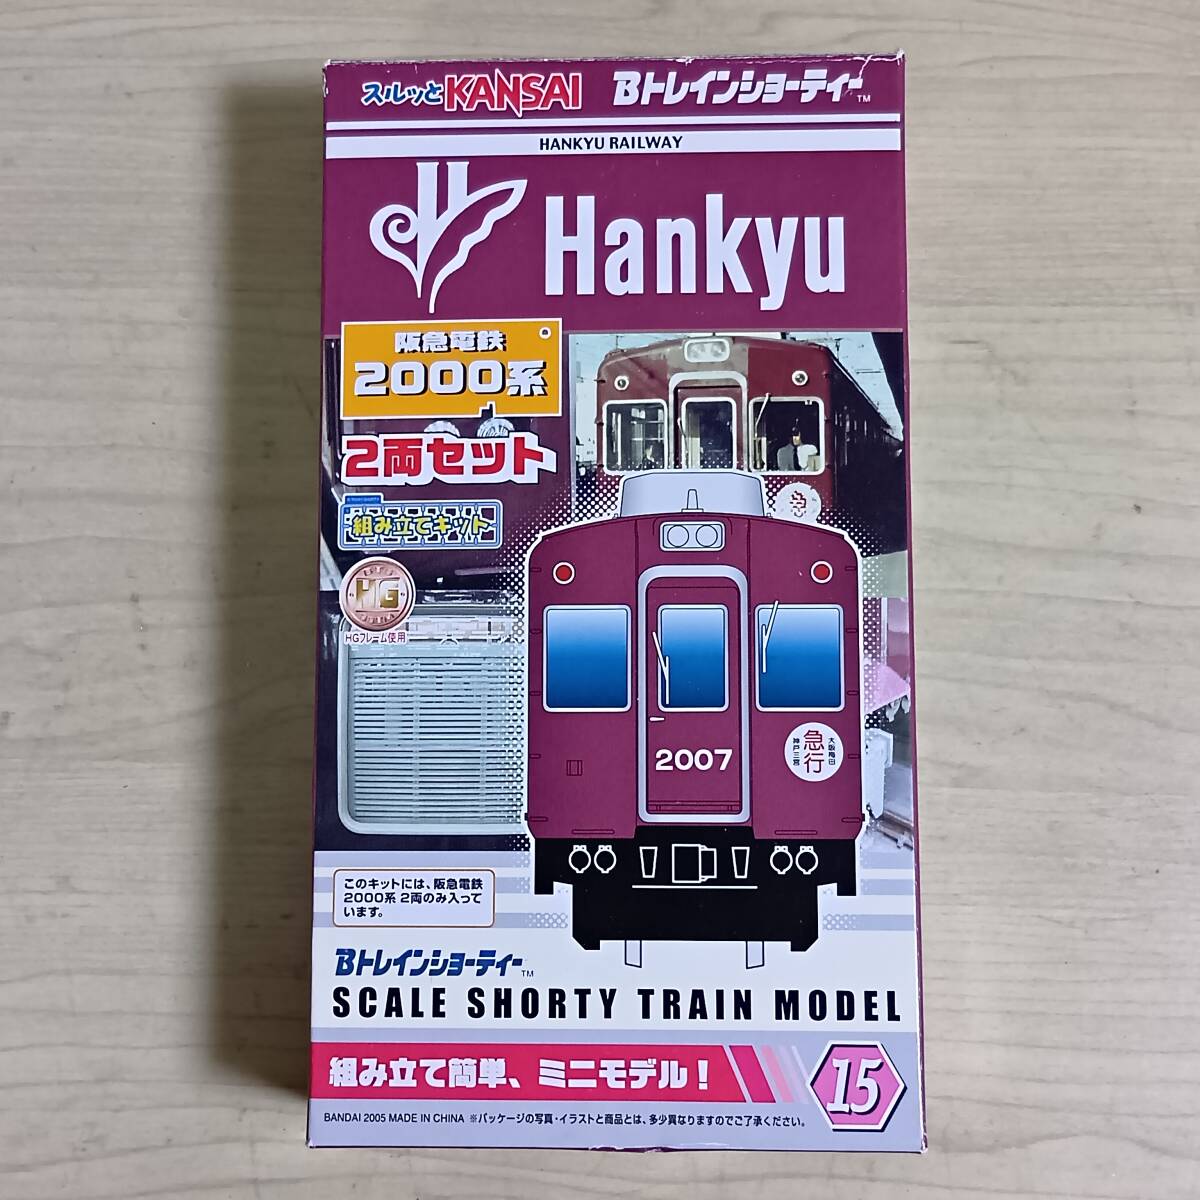 スルッとKANSAI Bトレインショーティー™
HANKYU RAILWAY
Hankyu
阪急電鉄
2000系
2両セット
組み立てキット
HG
HGフレーム使用
急
2007
急行
大阪梅田
神戸三宮
このキットには、阪急電鉄
2000系 2両のみ入って
います。
Bトレインショーティー™
SCALE SHORTY TRAIN MODEL
組み立て簡単、ミニモデル！
15
BANDAI 2005 MADE IN CHINA ※パッケージの写真・イラストと商品とは、多少異なりますのでご了承ください。